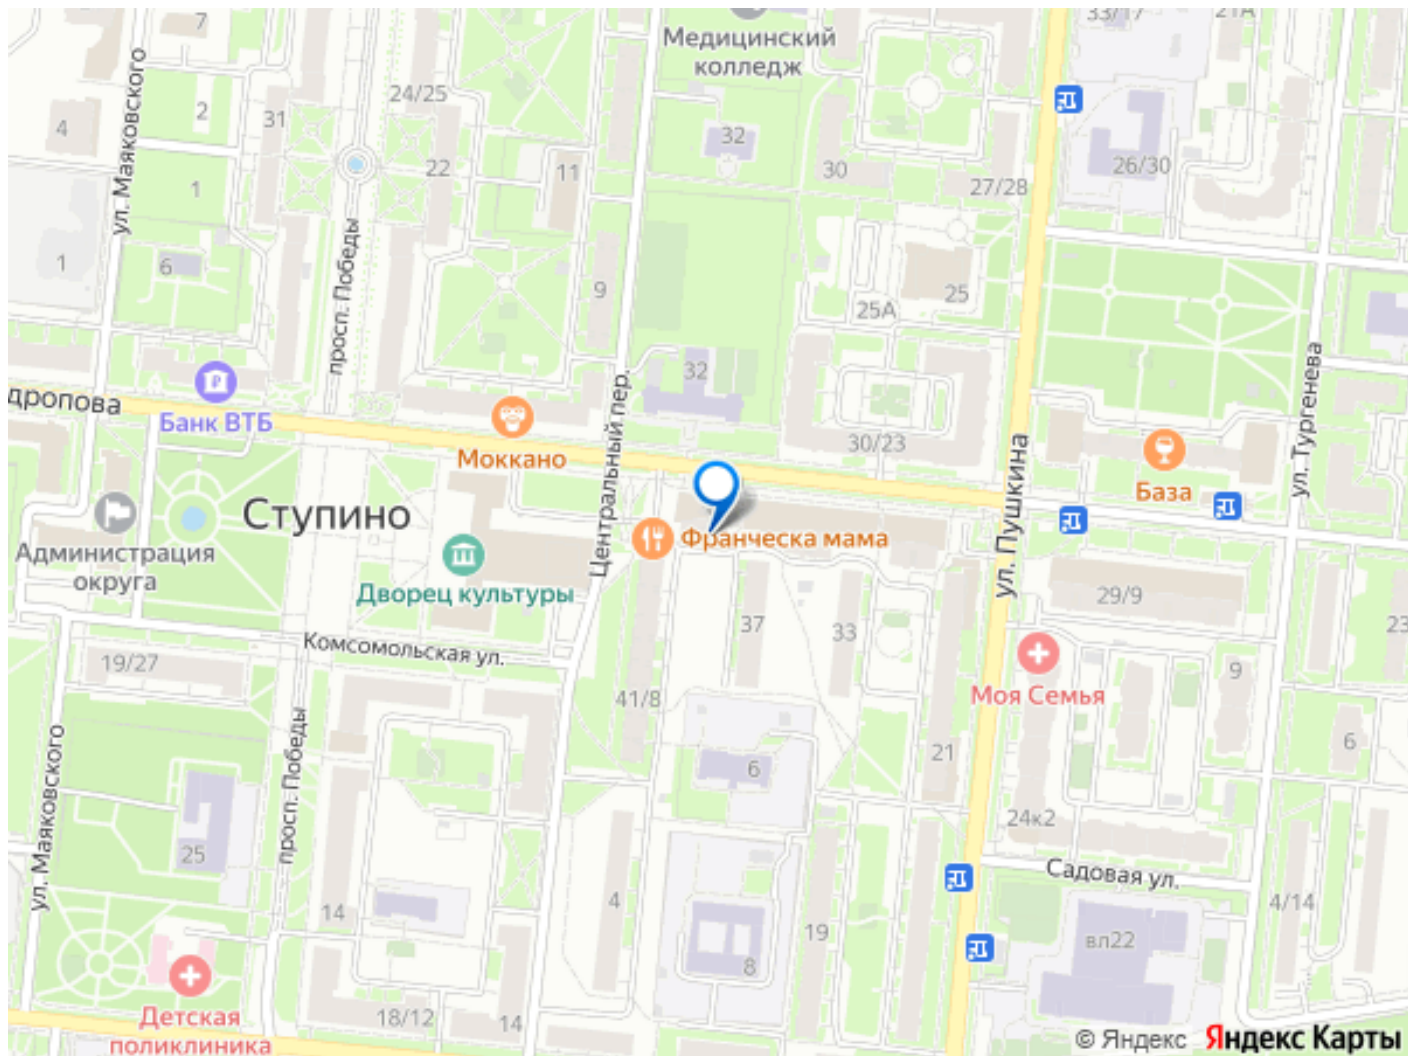 33/17
21А
7
Медицинский
колледж
ул. Маяковского
24/25
2
31
4
32
26/30
22
11
30
27/28
1
просп. Победы
1
6
9
25
25А
ул. Тургенева
32
Центральный пер.
дропова
Банк ВТБ
Моккано
30/23
ул. Пушкина
База
Ступино
Франческа мама
Администрация
округа
Дворец культуры
29/9
37
33
23
Комсомольская ул.
19/27
9
Моя Семья
41/8
ул. Маяковского
просп. Победы
6
21
6
24к2
25
Садовая ул.
4
14
4/14
19
вл22
8
Детская
поликлиника
18/12
14
© Яндекс Яндекс Карты